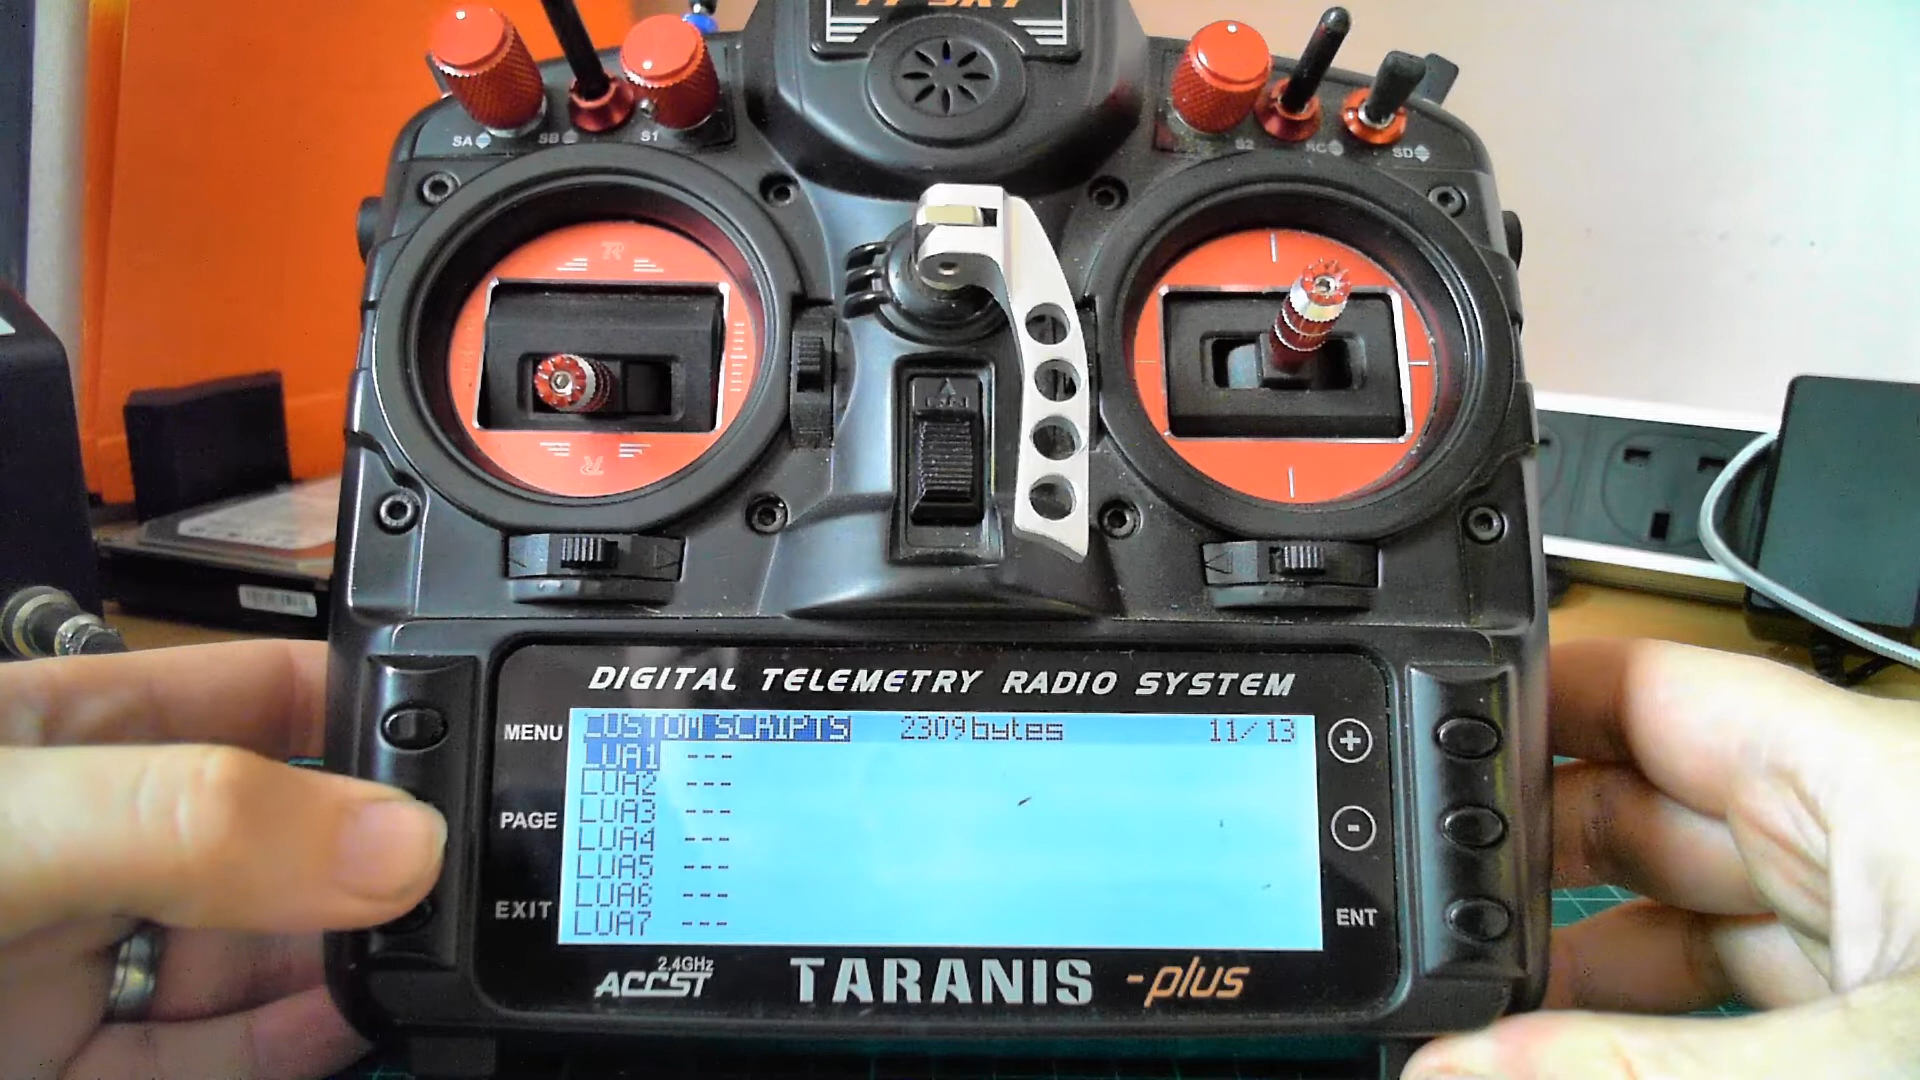 SA SB S1
S2 SC SD
DIGITAL TELEMETRY RADIO SYSTEM
MENU
PAGE
EXIT
CUSTOM SCRIPTS 2309bytes 11/13
LUA1 ---
LUA2 ---
LUA3 ---
LUA4 ---
LUA5 ---
LUA6 ---
LUA7 ---
+
-
ENT
2.4GHz
ACCST
TARANIS -plus